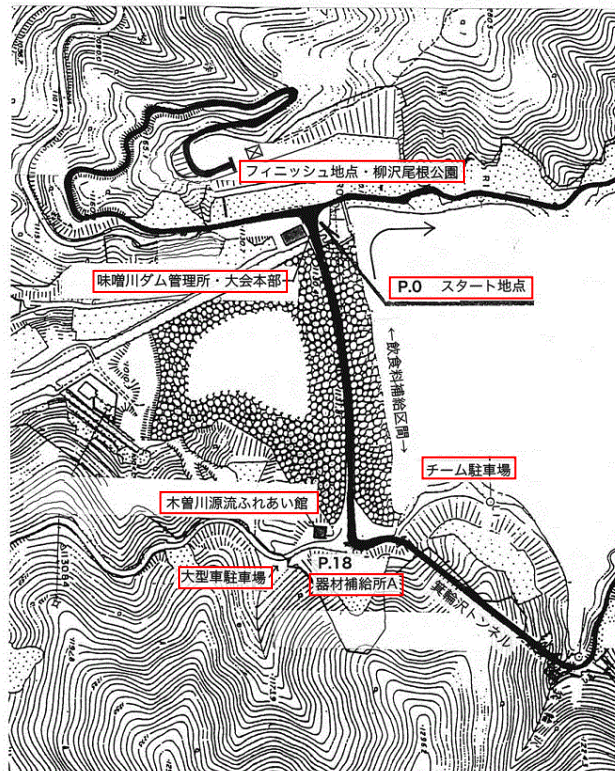 フィニッシュ地点・柳沢尾根公園
味噌川ダム管理所・大会本部
P.0 スタート地点
←飲食料補給区間→
チーム駐車場
木曽川源流ふれあい館
P.18
大型車駐車場
器材補給所A
箕輪沢トンネル